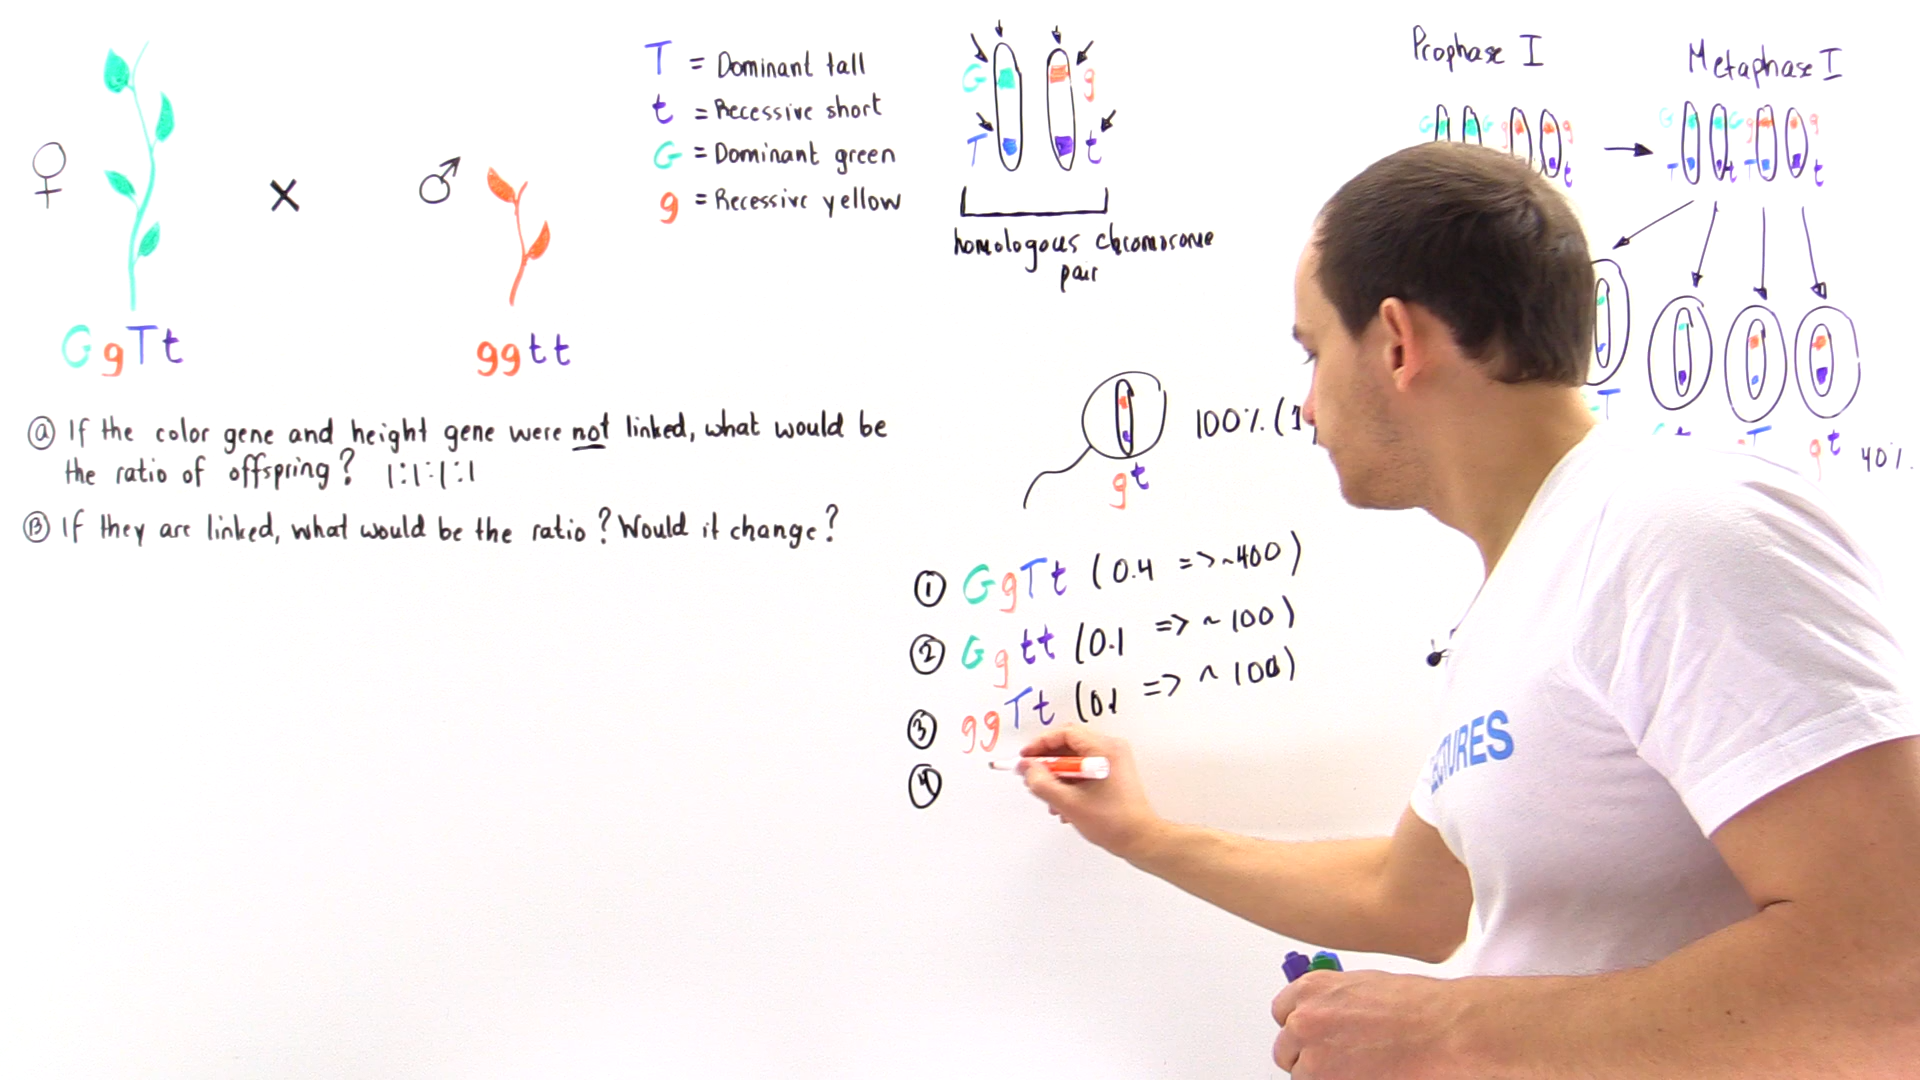 T = Dominant tall
t = Recessive short
G = Dominant green
g = Recessive yellow
G g
T t
homologous chromosome
pair
Prophase I
Metaphase I
G G g g
t
G G g g
T t T t
♀
X
♂
GgTt
ggtt
T
T
gt 40%.
100% (1
gt
Ⓐ If the color gene and height gene were not linked, what would be
the ratio of offspring? 1:1:1:1
Ⓑ If they are linked, what would be the ratio? Would it change?
① GgTt (0.4 => ~400)
② Ggtt (0.1 => ~100)
③ ggTt (0.1 => ~100)
④